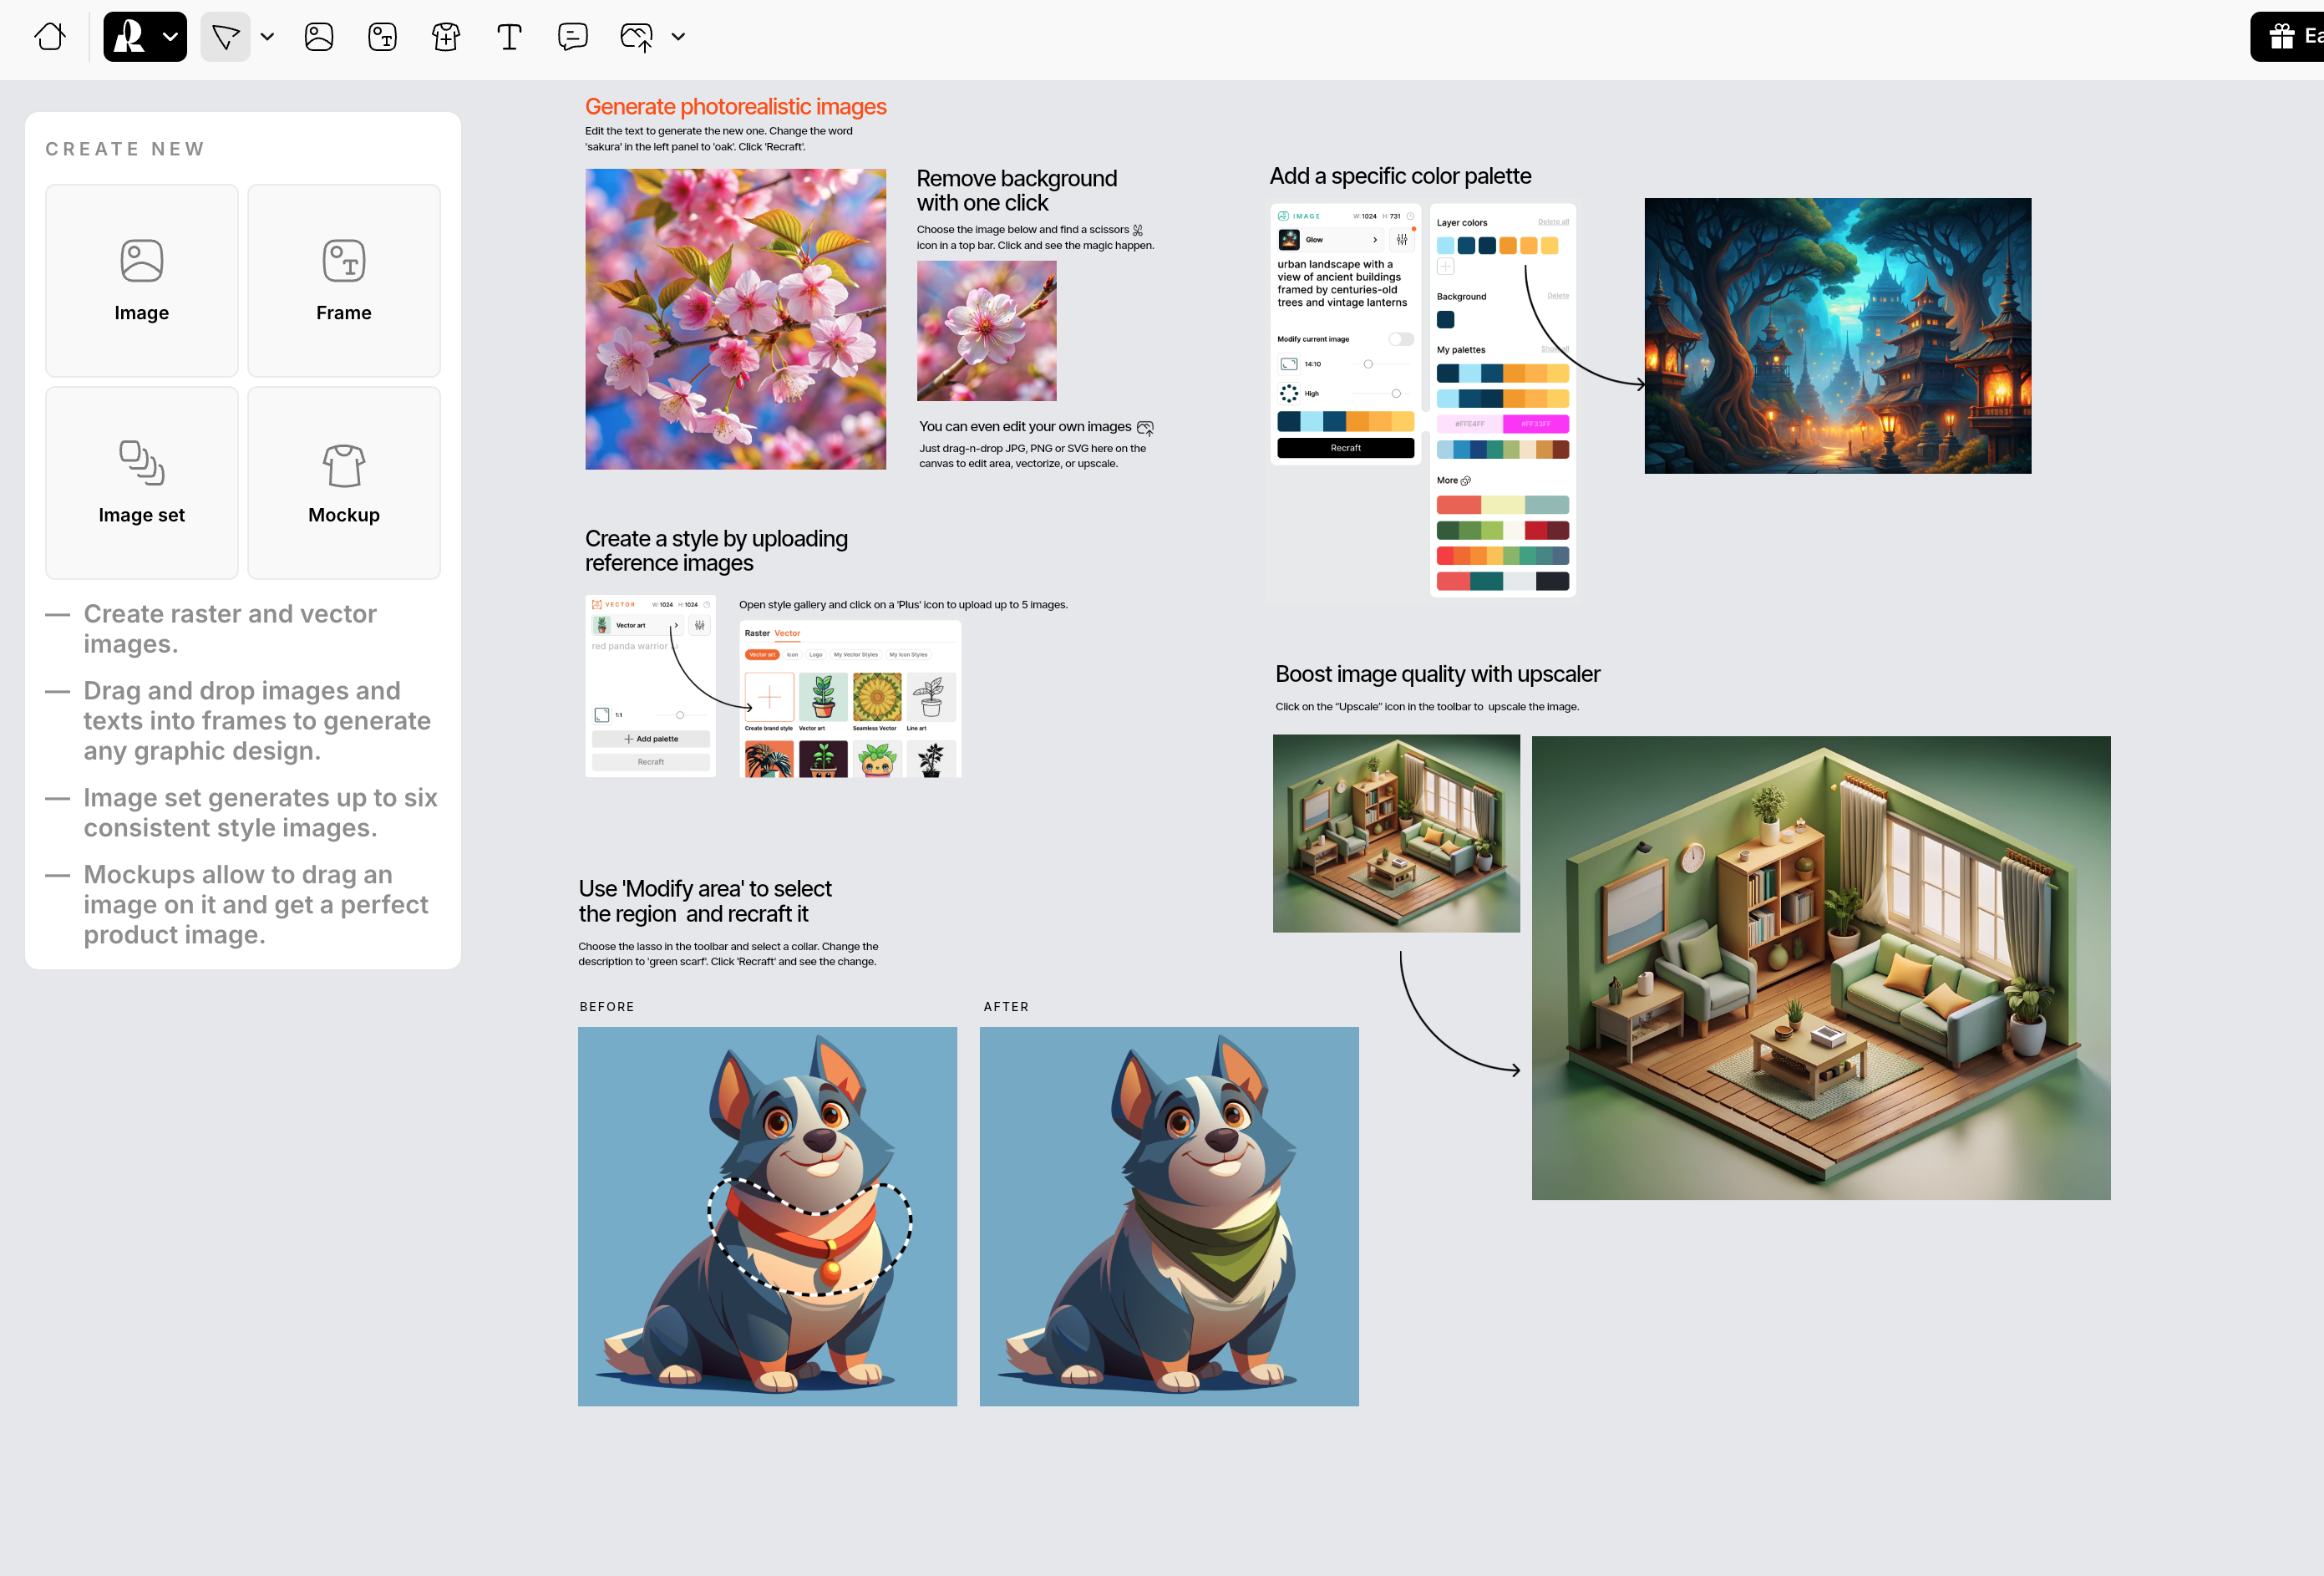 Ea
CREATE NEW
Image
Frame
Image set
Mockup
— Create raster and vector
images.
— Drag and drop images and
texts into frames to generate
any graphic design.
— Image set generates up to six
consistent style images.
— Mockups allow to drag an
image on it and get a perfect
product image.
Generate photorealistic images
Edit the text to generate the new one. Change the word
'sakura' in the left panel to 'oak'. Click 'Recraft'.
Remove background
with one click
Choose the image below and find a scissors
icon in a top bar. Click and see the magic happen.
You can even edit your own images
Just drag-n-drop JPG, PNG or SVG here on the
canvas to edit area, vectorize, or upscale.
Add a specific color palette
IMAGE W: 1024 H: 731
Glow
urban landscape with a
view of ancient buildings
framed by centuries-old
trees and vintage lanterns
Modify current image
14:10
High
Recraft
Layer colors Delete all
Background Delete
My palettes Show all
#FFE4FF #FF33FF
More
Create a style by uploading
reference images
Open style gallery and click on a 'Plus' icon to upload up to 5 images.
VECTOR W: 1024 H: 1024
Vector art
red panda warrior
1:1
Add palette
Recraft
Raster Vector
Vector art Icon Logo My Vector Styles My Icon Styles
Create brand style Vector art Seamless Vector Line art
Boost image quality with upscaler
Click on the “Upscale” icon in the toolbar to upscale the image.
Use 'Modify area' to select
the region and recraft it
Choose the lasso in the toolbar and select a collar. Change the
description to 'green scarf'. Click 'Recraft' and see the change.
BEFORE
AFTER